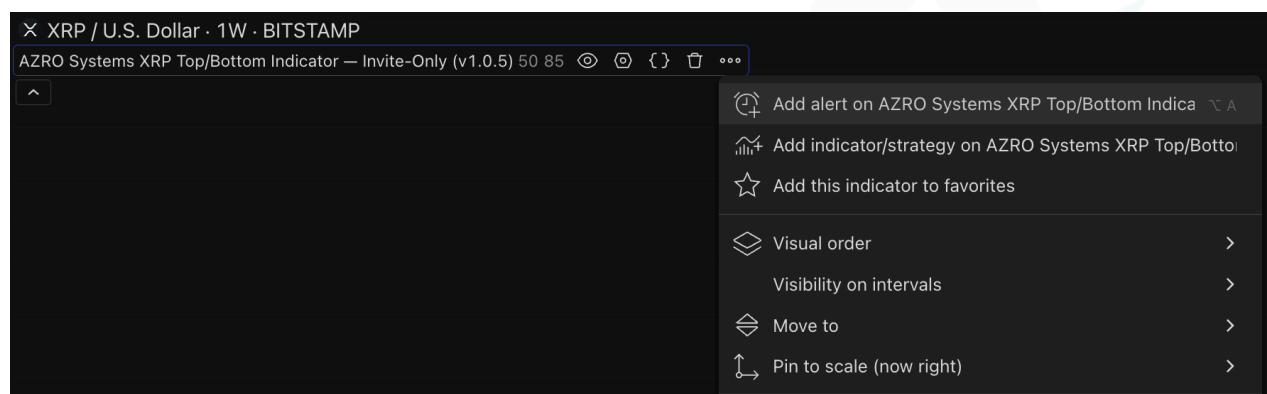 XRP / U.S. Dollar · 1W · BITSTAMP
AZRO Systems XRP Top/Bottom Indicator — Invite-Only (v1.0.5) 50 85
Add alert on AZRO Systems XRP Top/Bottom Indica ⌥ A
Add indicator/strategy on AZRO Systems XRP Top/Botto
Add this indicator to favorites
Visual order
Visibility on intervals
Move to
Pin to scale (now right)